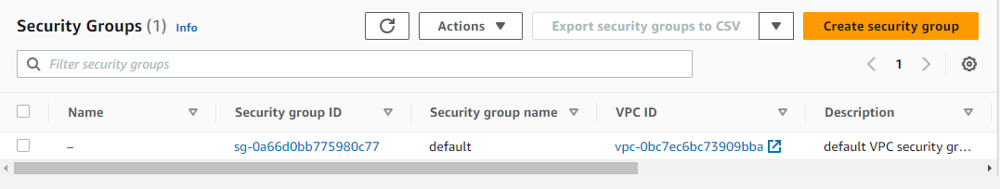 Security Groups (1) Info
Actions
Export security groups to CSV
Create security group
Filter security groups
1
Name Security group ID Security group name VPC ID Description
– sg-0a66d0bb775980c77 default vpc-0bc7ec6bc73909bba default VPC security gr...